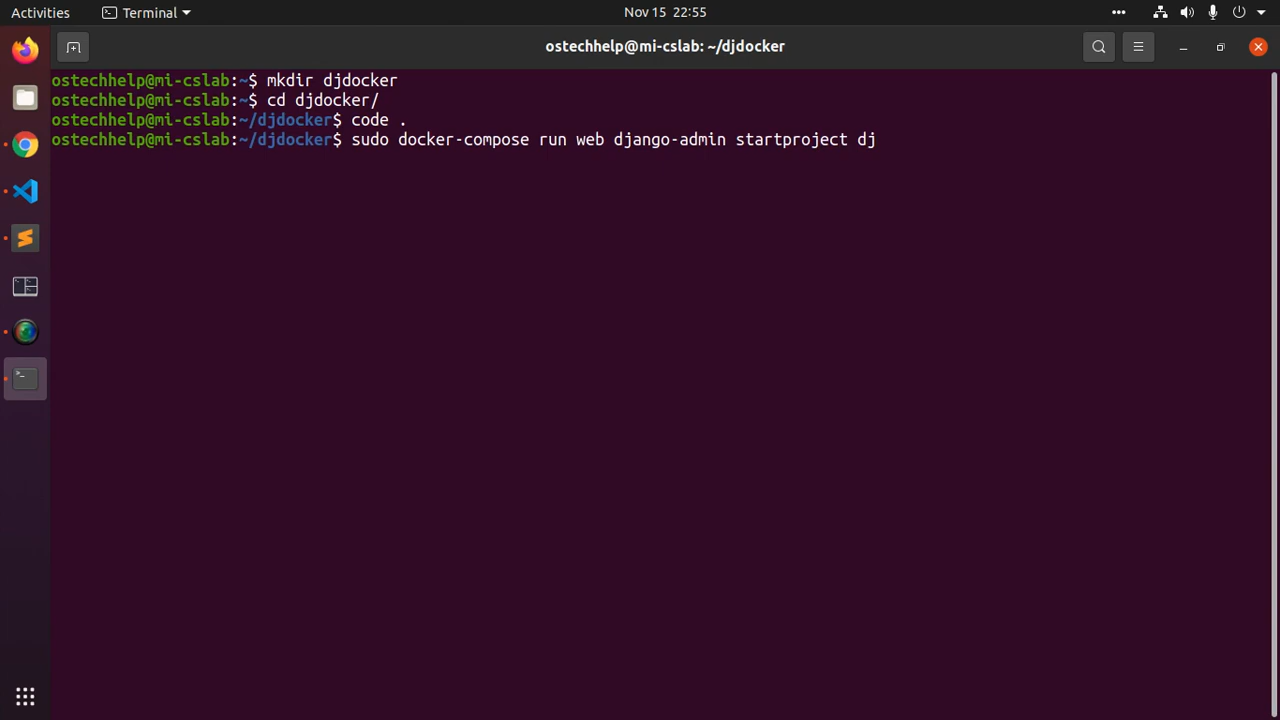 Activities Terminal Nov 15 22:55
ostechhelp@mi-cslab: ~/djdocker
ostechhelp@mi-cslab:~$ mkdir djdocker
ostechhelp@mi-cslab:~$ cd djdocker/
ostechhelp@mi-cslab:~/djdocker$ code .
ostechhelp@mi-cslab:~/djdocker$ sudo docker-compose run web django-admin startproject dj